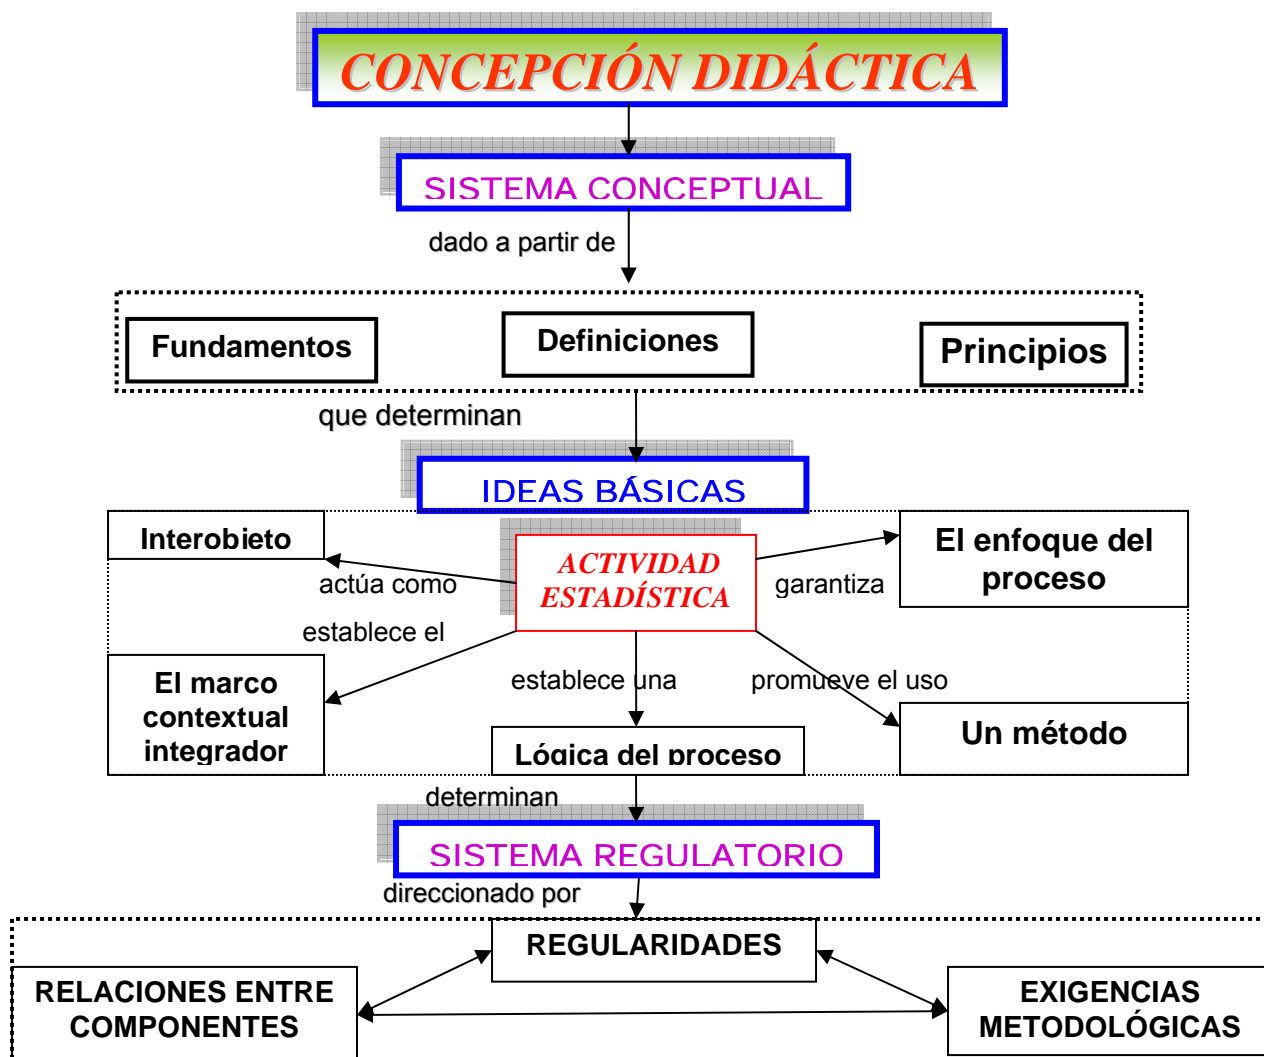 CONCEPCIÓN DIDÁCTICA
SISTEMA CONCEPTUAL
dado a partir de
Fundamentos
Definiciones
Principios
que determinan
IDEAS BÁSICAS
Interobjeto
ACTIVIDAD
ESTADÍSTICA
El enfoque del
proceso
actúa como
garantiza
establece el
El marco
contextual
integrador
establece una
promueve el uso
Un método
Lógica del proceso
determinan
SISTEMA REGULATORIO
direccionado por
REGULARIDADES
RELACIONES ENTRE
COMPONENTES
EXIGENCIAS
METODOLÓGICAS